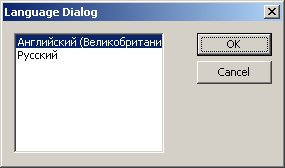 Language Dialog
Английский (Великобритани
Русский
OK
Cancel